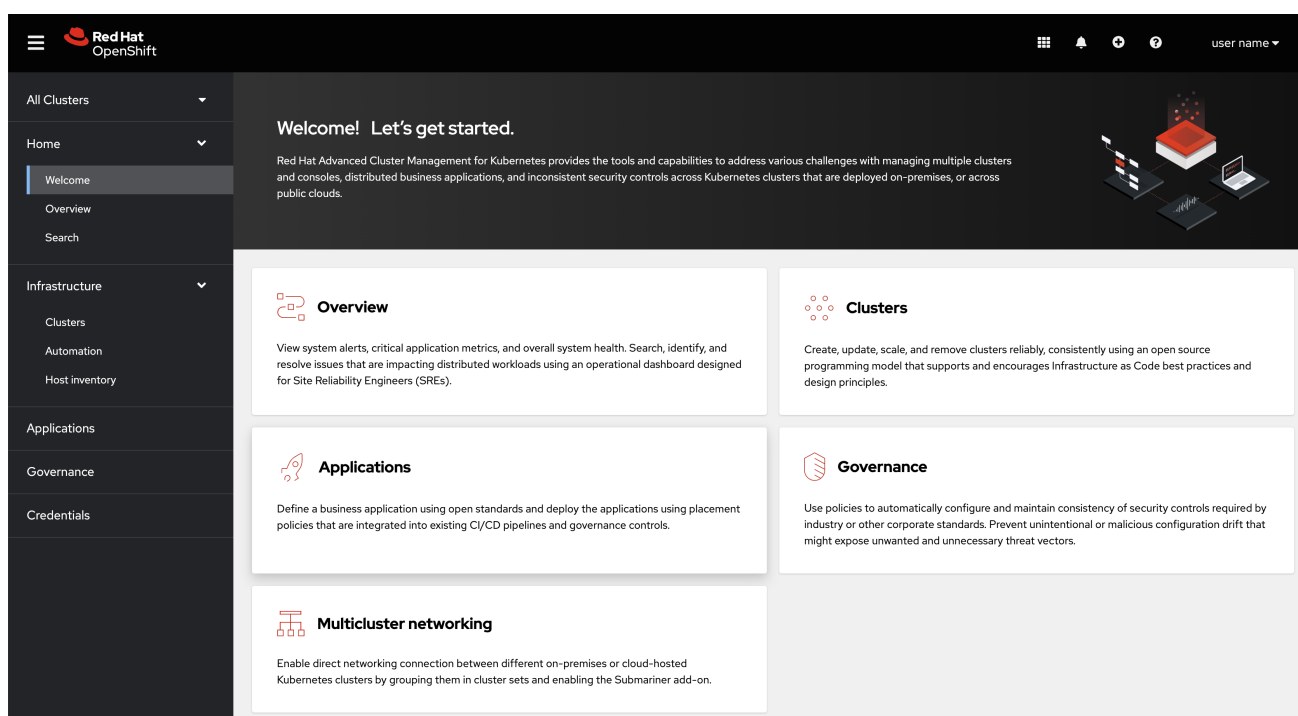 Red Hat
OpenShift
user name
All Clusters
Home
Welcome
Overview
Search
Infrastructure
Clusters
Automation
Host inventory
Applications
Governance
Credentials
Welcome! Let's get started.
Red Hat Advanced Cluster Management for Kubernetes provides the tools and capabilities to address various challenges with managing multiple clusters
and consoles, distributed business applications, and inconsistent security controls across Kubernetes clusters that are deployed on-premises, or across
public clouds.
Overview
View system alerts, critical application metrics, and overall system health. Search, identify, and
resolve issues that are impacting distributed workloads using an operational dashboard designed
for Site Reliability Engineers (SREs).
Clusters
Create, update, scale, and remove clusters reliably, consistently using an open source
programming model that supports and encourages Infrastructure as Code best practices and
design principles.
Applications
Define a business application using open standards and deploy the applications using placement
policies that are integrated into existing CI/CD pipelines and governance controls.
Governance
Use policies to automatically configure and maintain consistency of security controls required by
industry or other corporate standards. Prevent unintentional or malicious configuration drift that
might expose unwanted and unnecessary threat vectors.
Multicluster networking
Enable direct networking connection between different on-premises or cloud-hosted
Kubernetes clusters by grouping them in cluster sets and enabling the Submariner add-on.